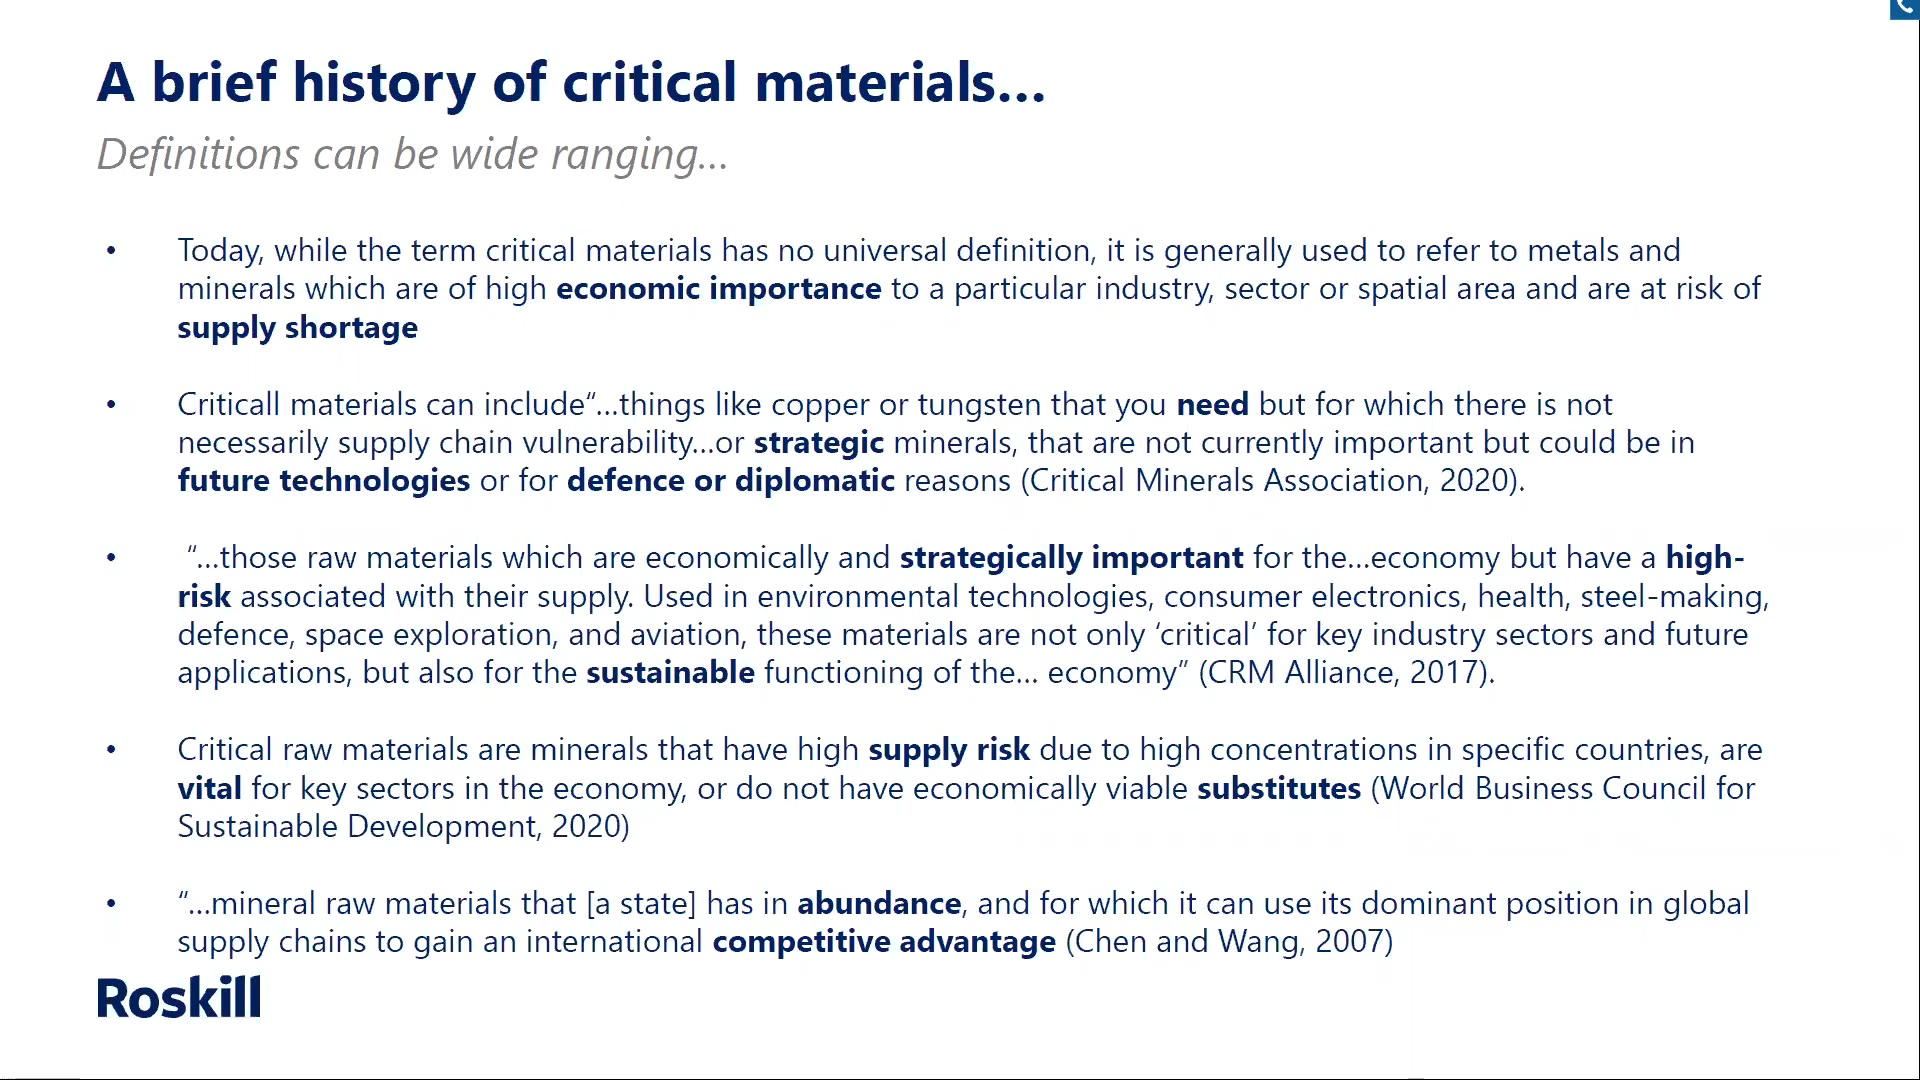 A brief history of critical materials...
Definitions can be wide ranging...
• Today, while the term critical materials has no universal definition, it is generally used to refer to metals and
minerals which are of high economic importance to a particular industry, sector or spatial area and are at risk of
supply shortage
• Criticall materials can include“...things like copper or tungsten that you need but for which there is not
necessarily supply chain vulnerability...or strategic minerals, that are not currently important but could be in
future technologies or for defence or diplomatic reasons (Critical Minerals Association, 2020).
• “...those raw materials which are economically and strategically important for the...economy but have a high-
risk associated with their supply. Used in environmental technologies, consumer electronics, health, steel-making,
defence, space exploration, and aviation, these materials are not only ‘critical’ for key industry sectors and future
applications, but also for the sustainable functioning of the... economy” (CRM Alliance, 2017).
• Critical raw materials are minerals that have high supply risk due to high concentrations in specific countries, are
vital for key sectors in the economy, or do not have economically viable substitutes (World Business Council for
Sustainable Development, 2020)
• “...mineral raw materials that [a state] has in abundance, and for which it can use its dominant position in global
supply chains to gain an international competitive advantage (Chen and Wang, 2007)
Roskill